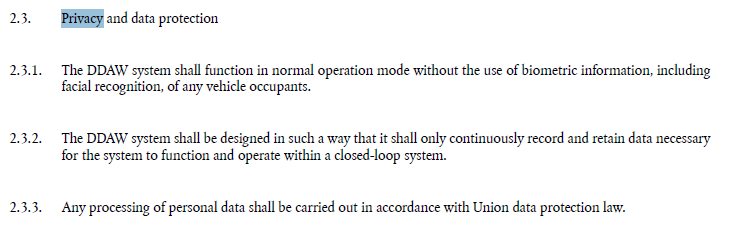 2.3. Privacy and data protection
2.3.1. The DDAW system shall function in normal operation mode without the use of biometric information, including
facial recognition, of any vehicle occupants.
2.3.2. The DDAW system shall be designed in such a way that it shall only continuously record and retain data necessary
for the system to function and operate within a closed-loop system.
2.3.3. Any processing of personal data shall be carried out in accordance with Union data protection law.